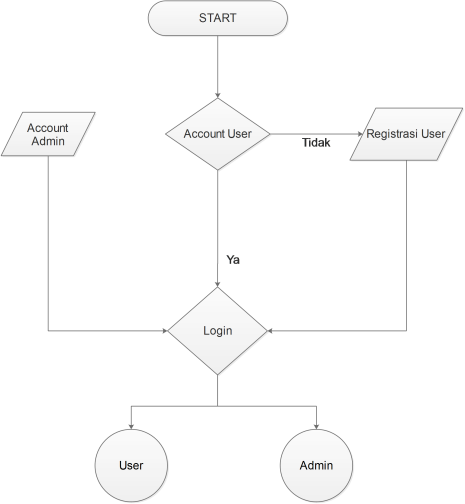 START
Account
Admin
Account User
Tidak
Registrasi User
Ya
Login
User
Admin